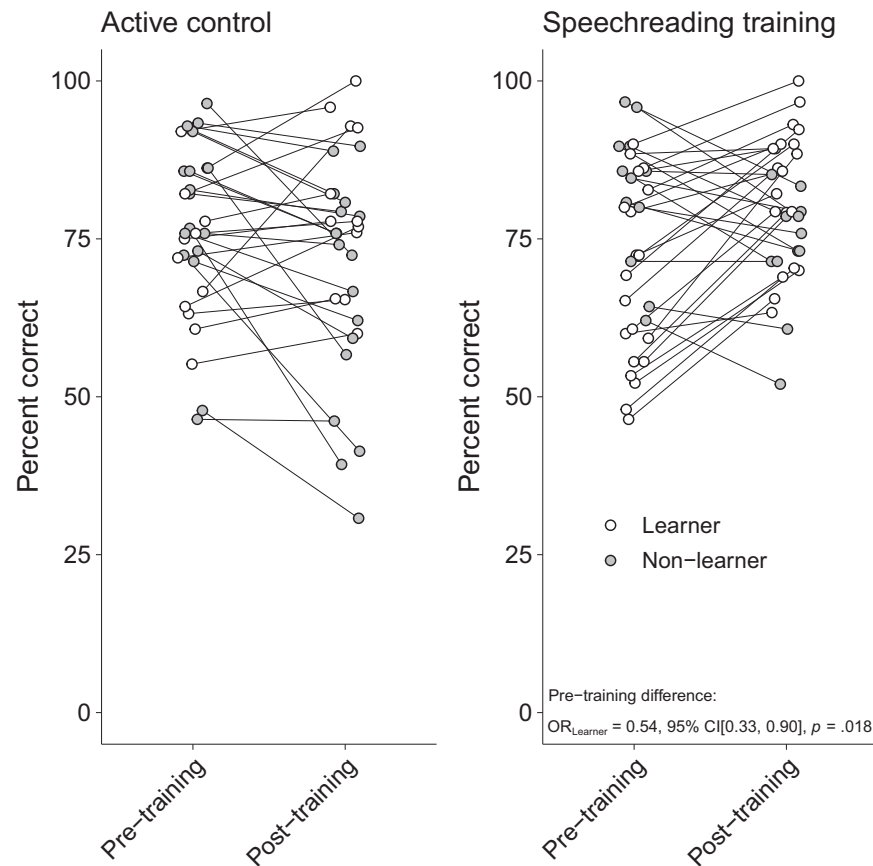 Active control
Percent correct
100
75
50
25
0
Pre−training
Post−training
Speechreading training
Percent correct
100
75
50
25
0
Learner
Non−learner
Pre−training difference:
ORLearner = 0.54, 95% CI[0.33, 0.90], p = .018
Pre−training
Post−training